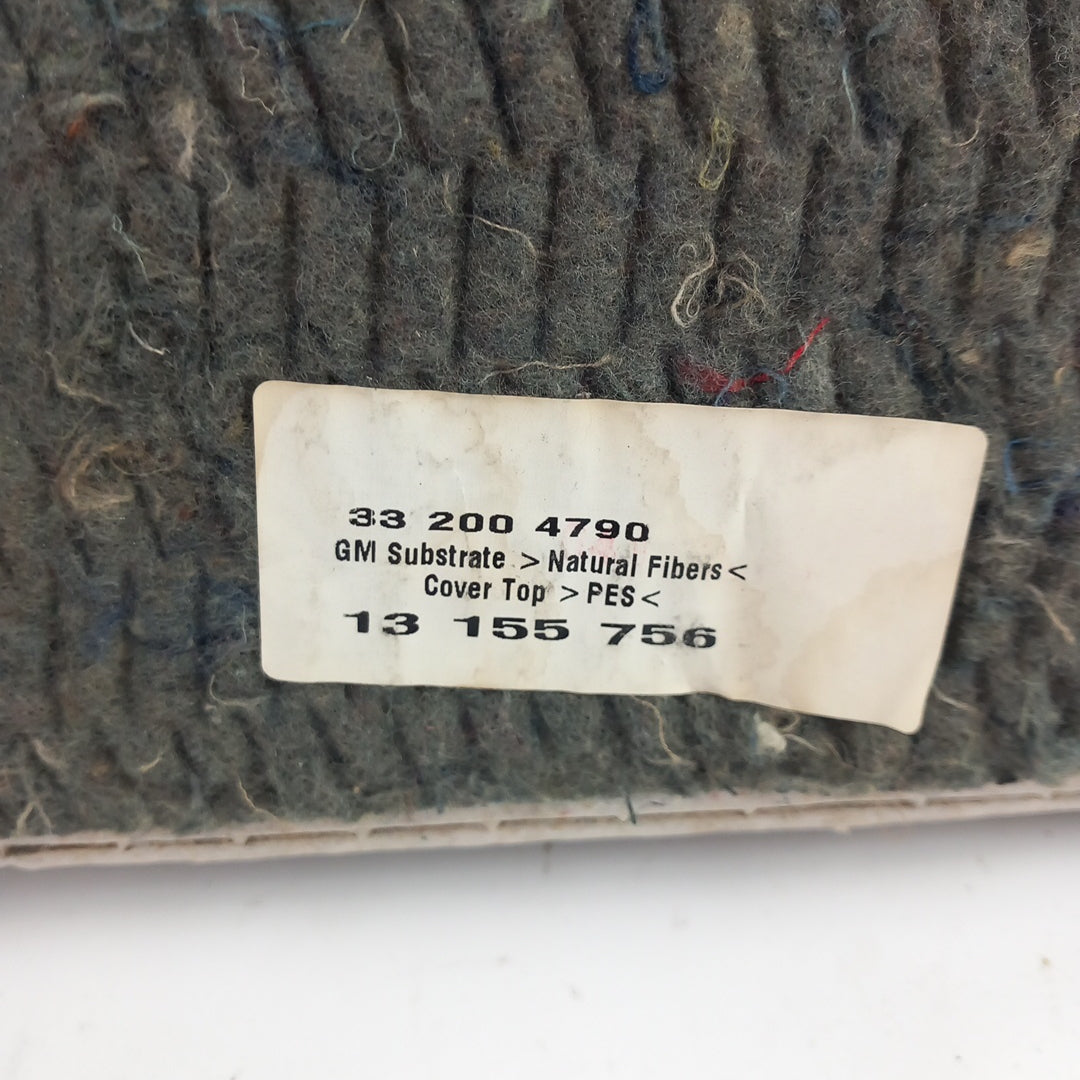 33 200 4790
GM Substrate >Natural Fibers<
Cover Top >PES<
13 155 756